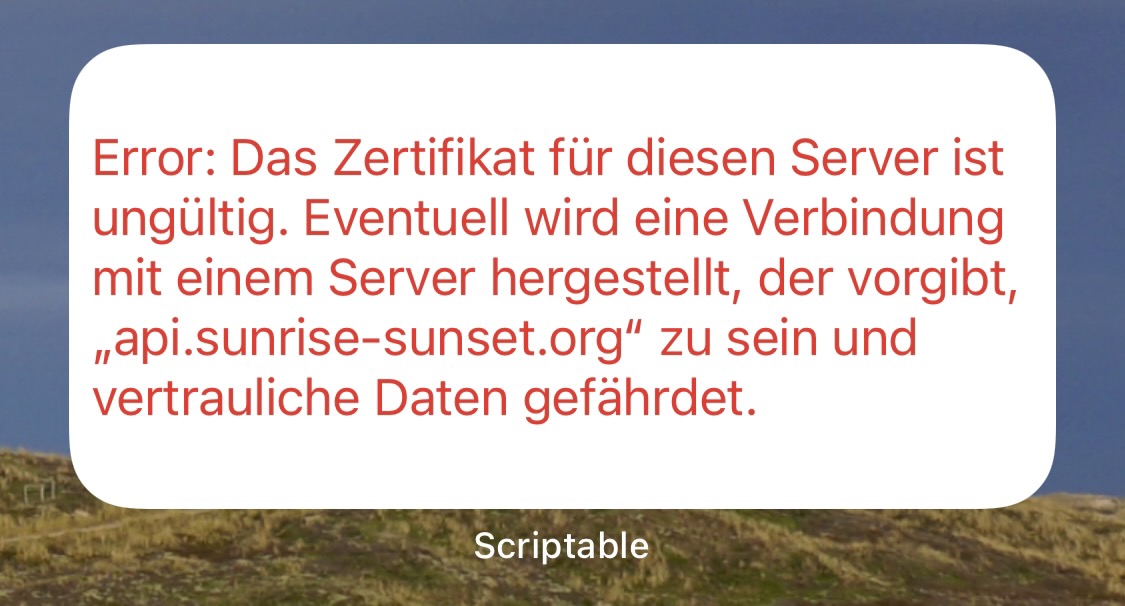 Error: Das Zertifikat für diesen Server ist
ungültig. Eventuell wird eine Verbindung
mit einem Server hergestellt, der vorgibt,
„api.sunrise-sunset.org“ zu sein und
vertrauliche Daten gefährdet.
Scriptable